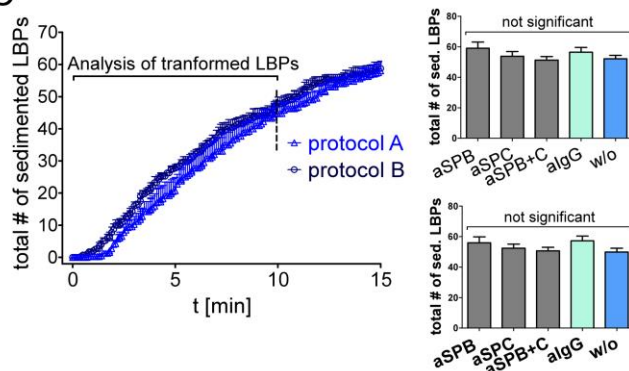 Analysis of tranformed LBPs
total # of sedimented LBPs
70
60
50
40
30
20
10
0
protocol A
protocol B
0
5
10
15
t [min]
not significant
total # of sed. LBPs
80
60
40
20
0
aSPB
aSPC
aSPB+C
aIgG
w/o
not significant
total # of sed. LBPs
80
60
40
20
0
aSPB
aSPC
aSPB+C
aIgG
w/o